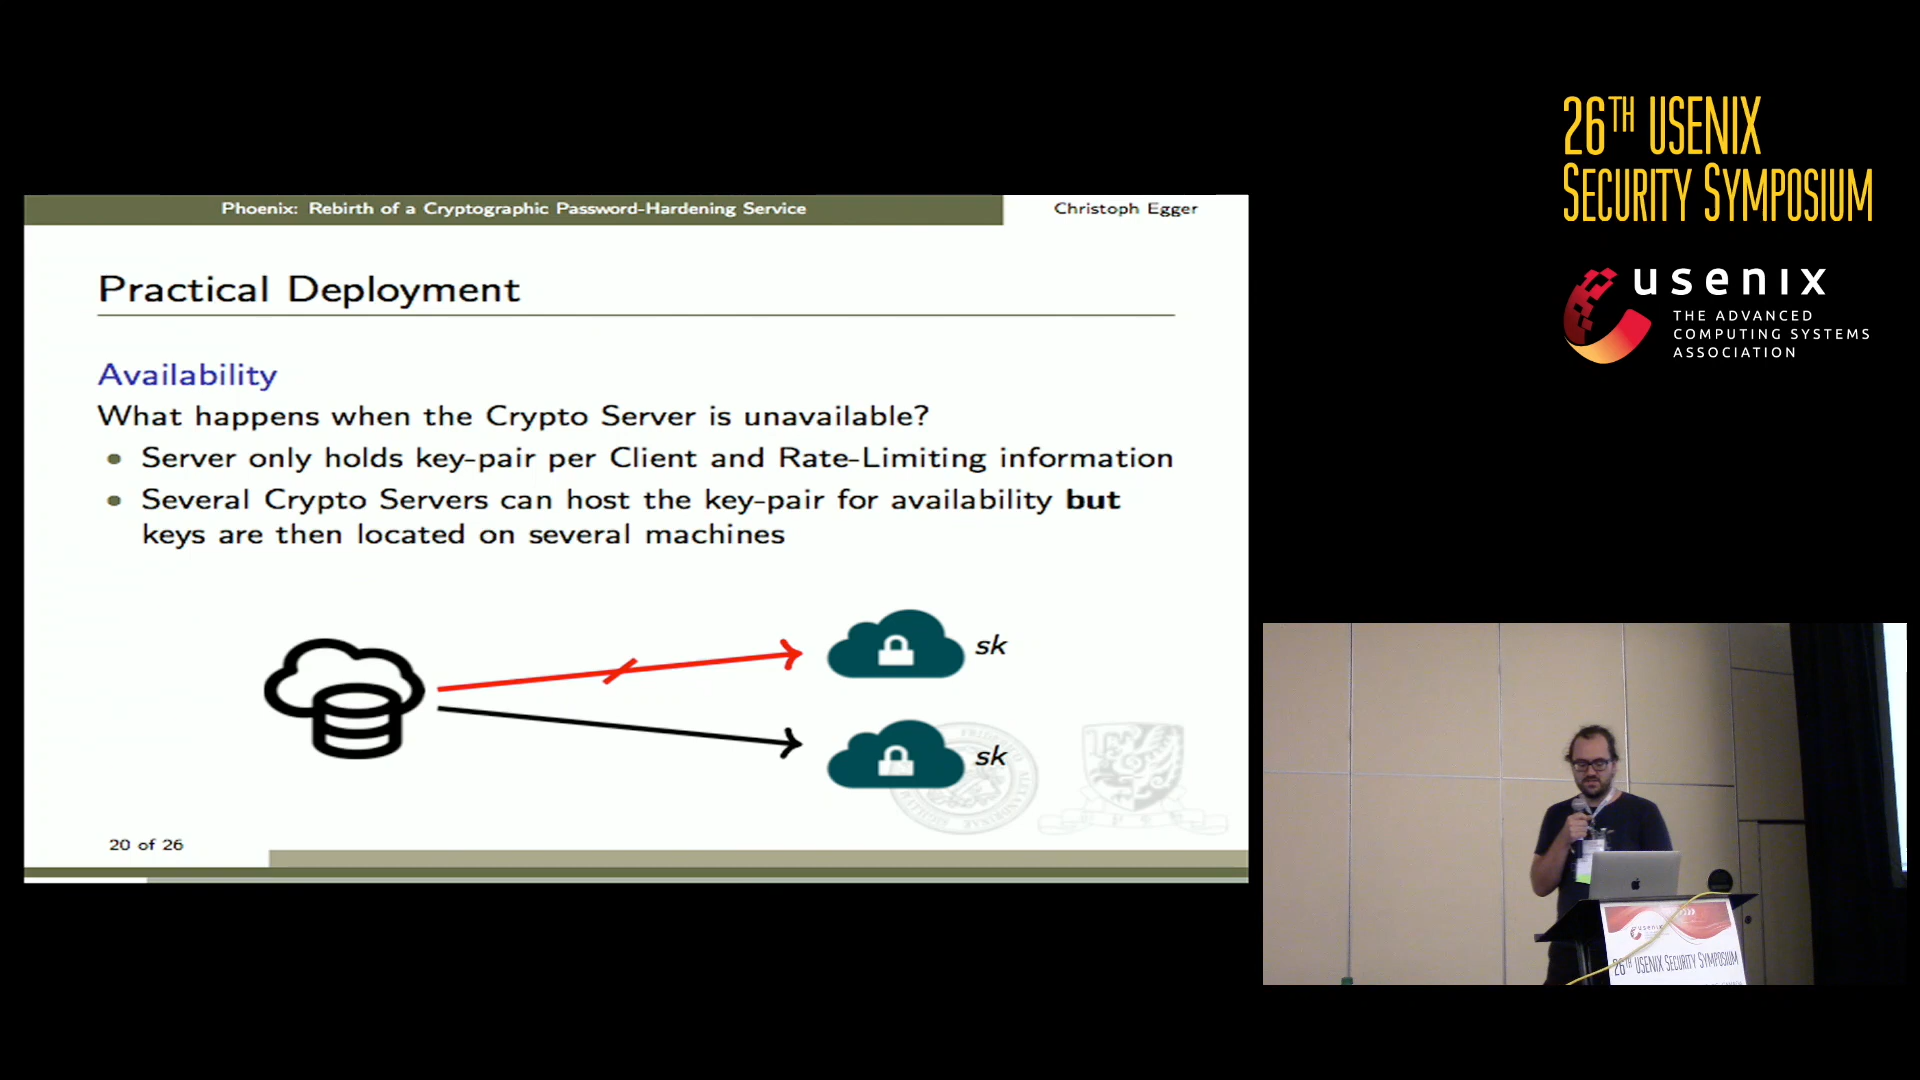 Phoenix: Rebirth of a Cryptographic Password-Hardening Service
Christoph Egger
Practical Deployment
Availability
What happens when the Crypto Server is unavailable?
Server only holds key-pair per Client and Rate-Limiting information
Several Crypto Servers can host the key-pair for availability but
keys are then located on several machines
sk
sk
20 of 26
26TH USENIX
SECURITY SYMPOSIUM
usenix
THE ADVANCED
COMPUTING SYSTEMS
ASSOCIATION
usenix
26TH USENIX SECURITY SYMPOSIUM